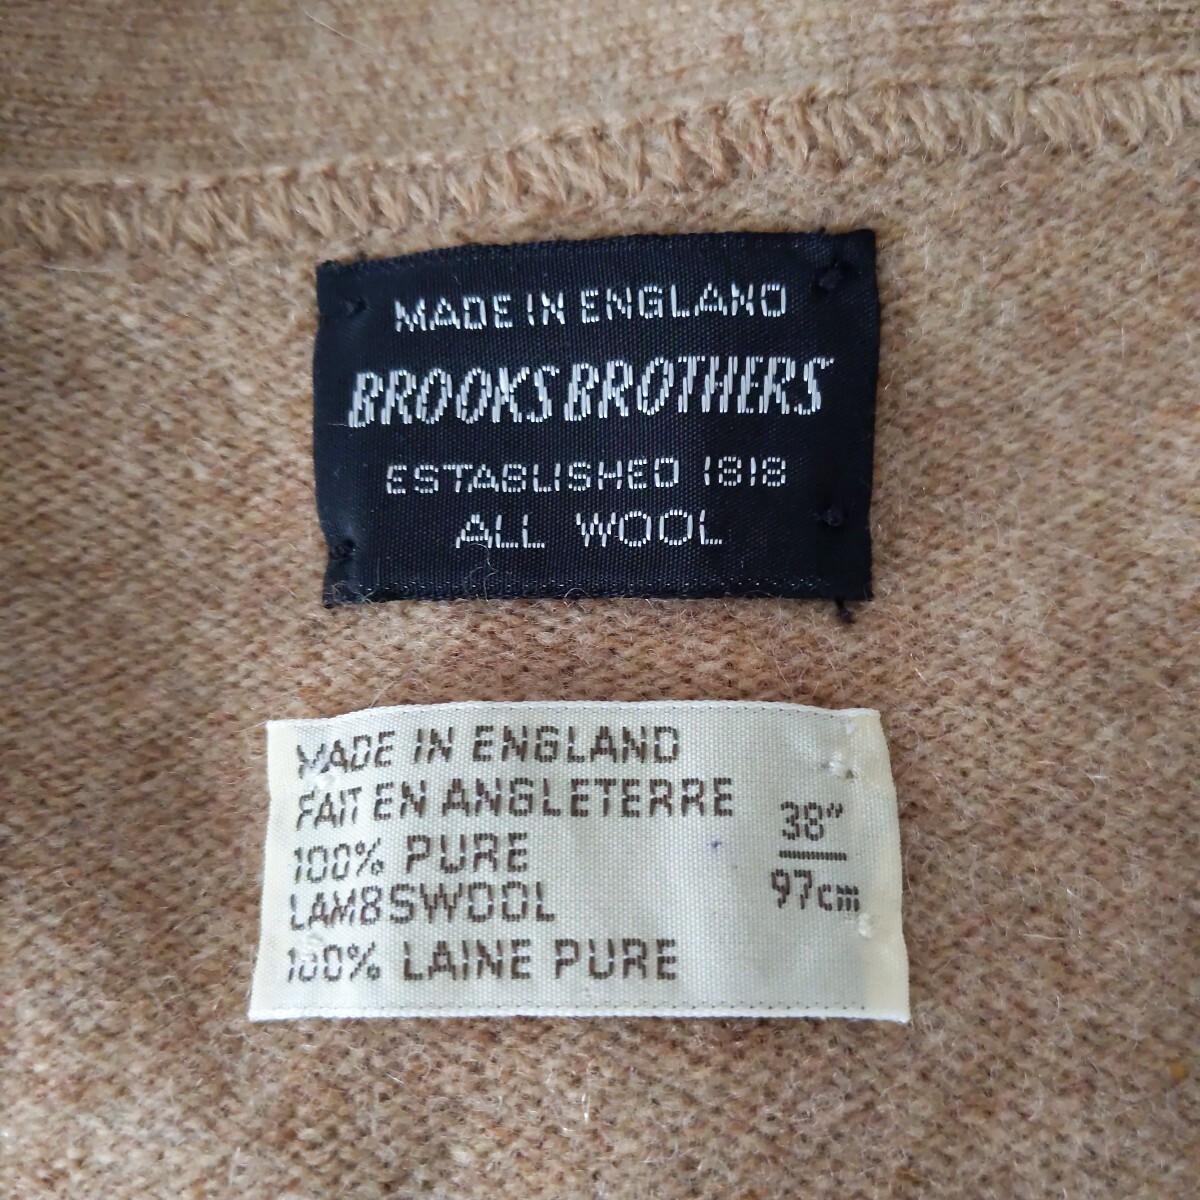 MADE IN ENGLAND
BROOKS BROTHERS
ESTABLISHED 1818
ALL WOOL
MADE IN ENGLAND
FAIT EN ANGLETERRE
100% PURE
LAMBSWOOL
100% LAINE PURE
38"
97cm